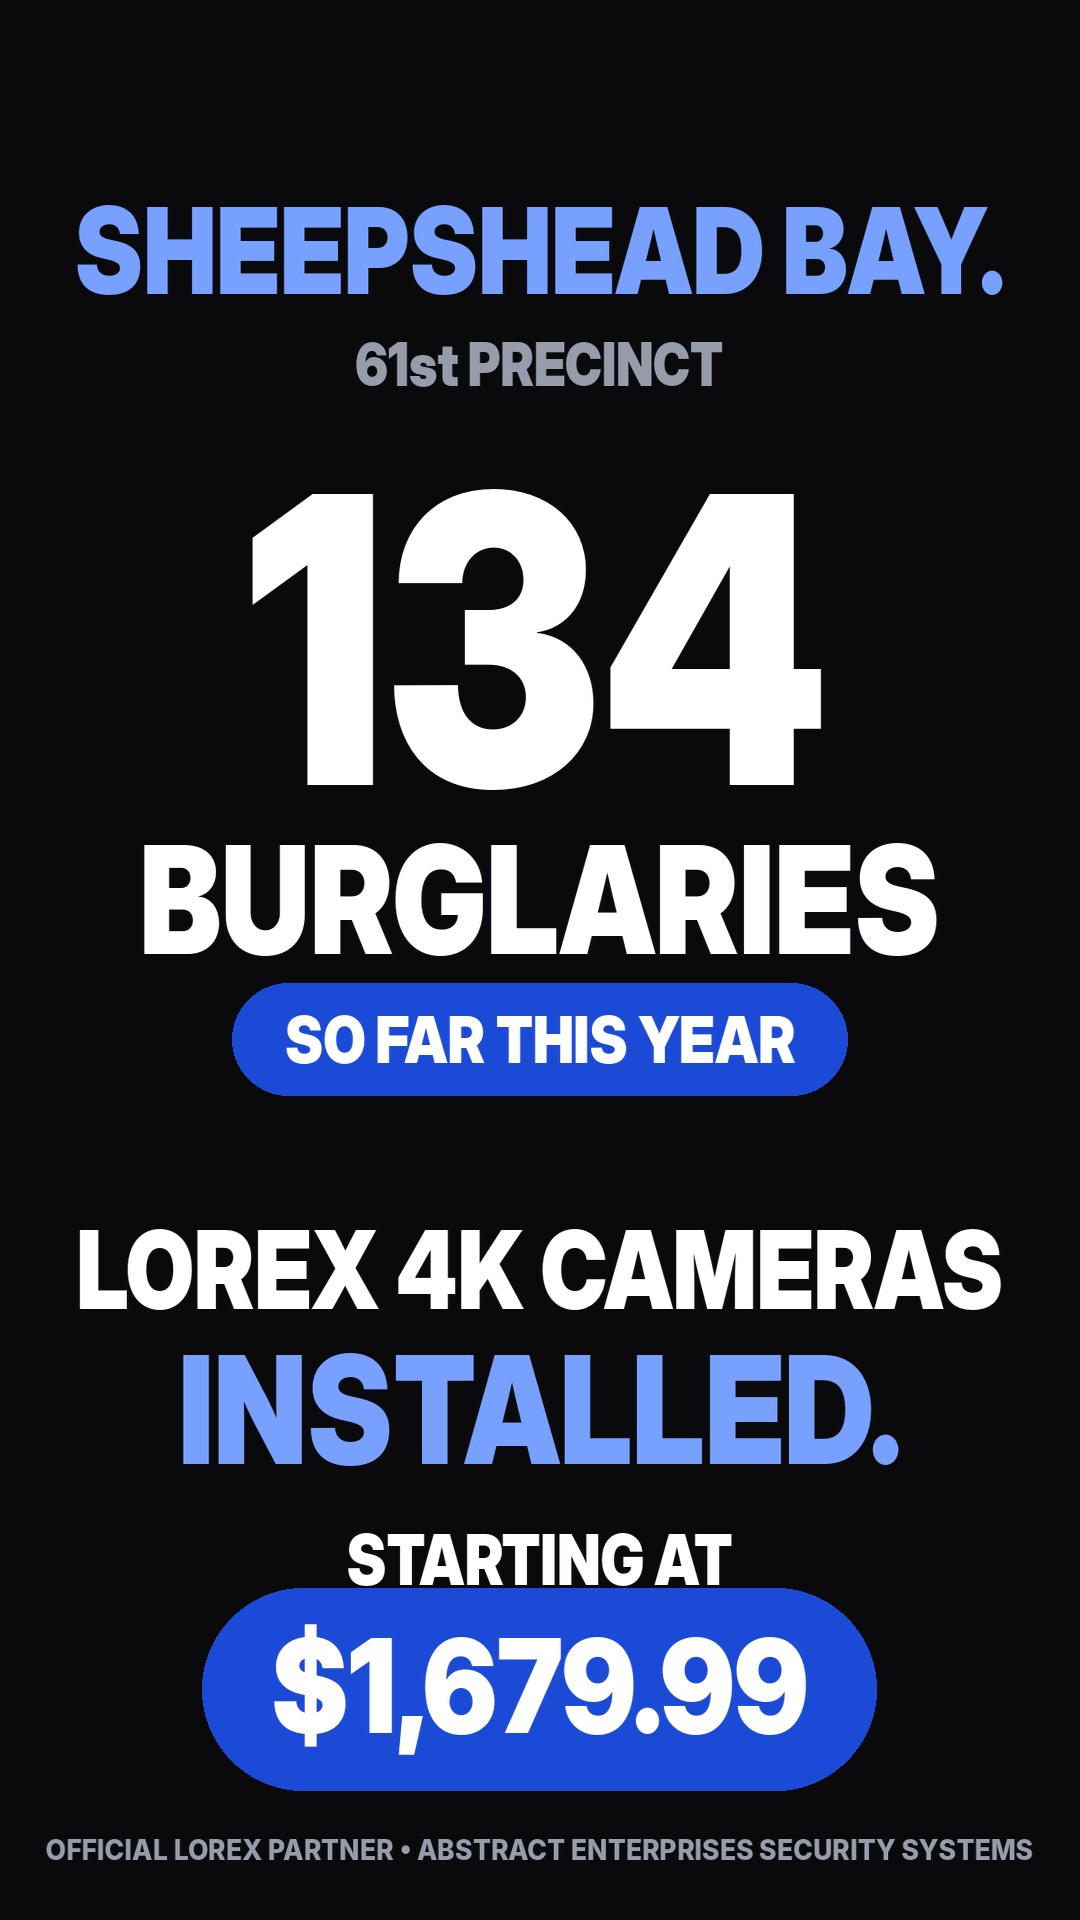 SHEEPSHEAD BAY.
61st PRECINCT
134
BURGLARIES
SO FAR THIS YEAR
LOREX 4K CAMERAS
INSTALLED.
STARTING AT
$1,679.99
OFFICIAL LOREX PARTNER • ABSTRACT ENTERPRISES SECURITY SYSTEMS